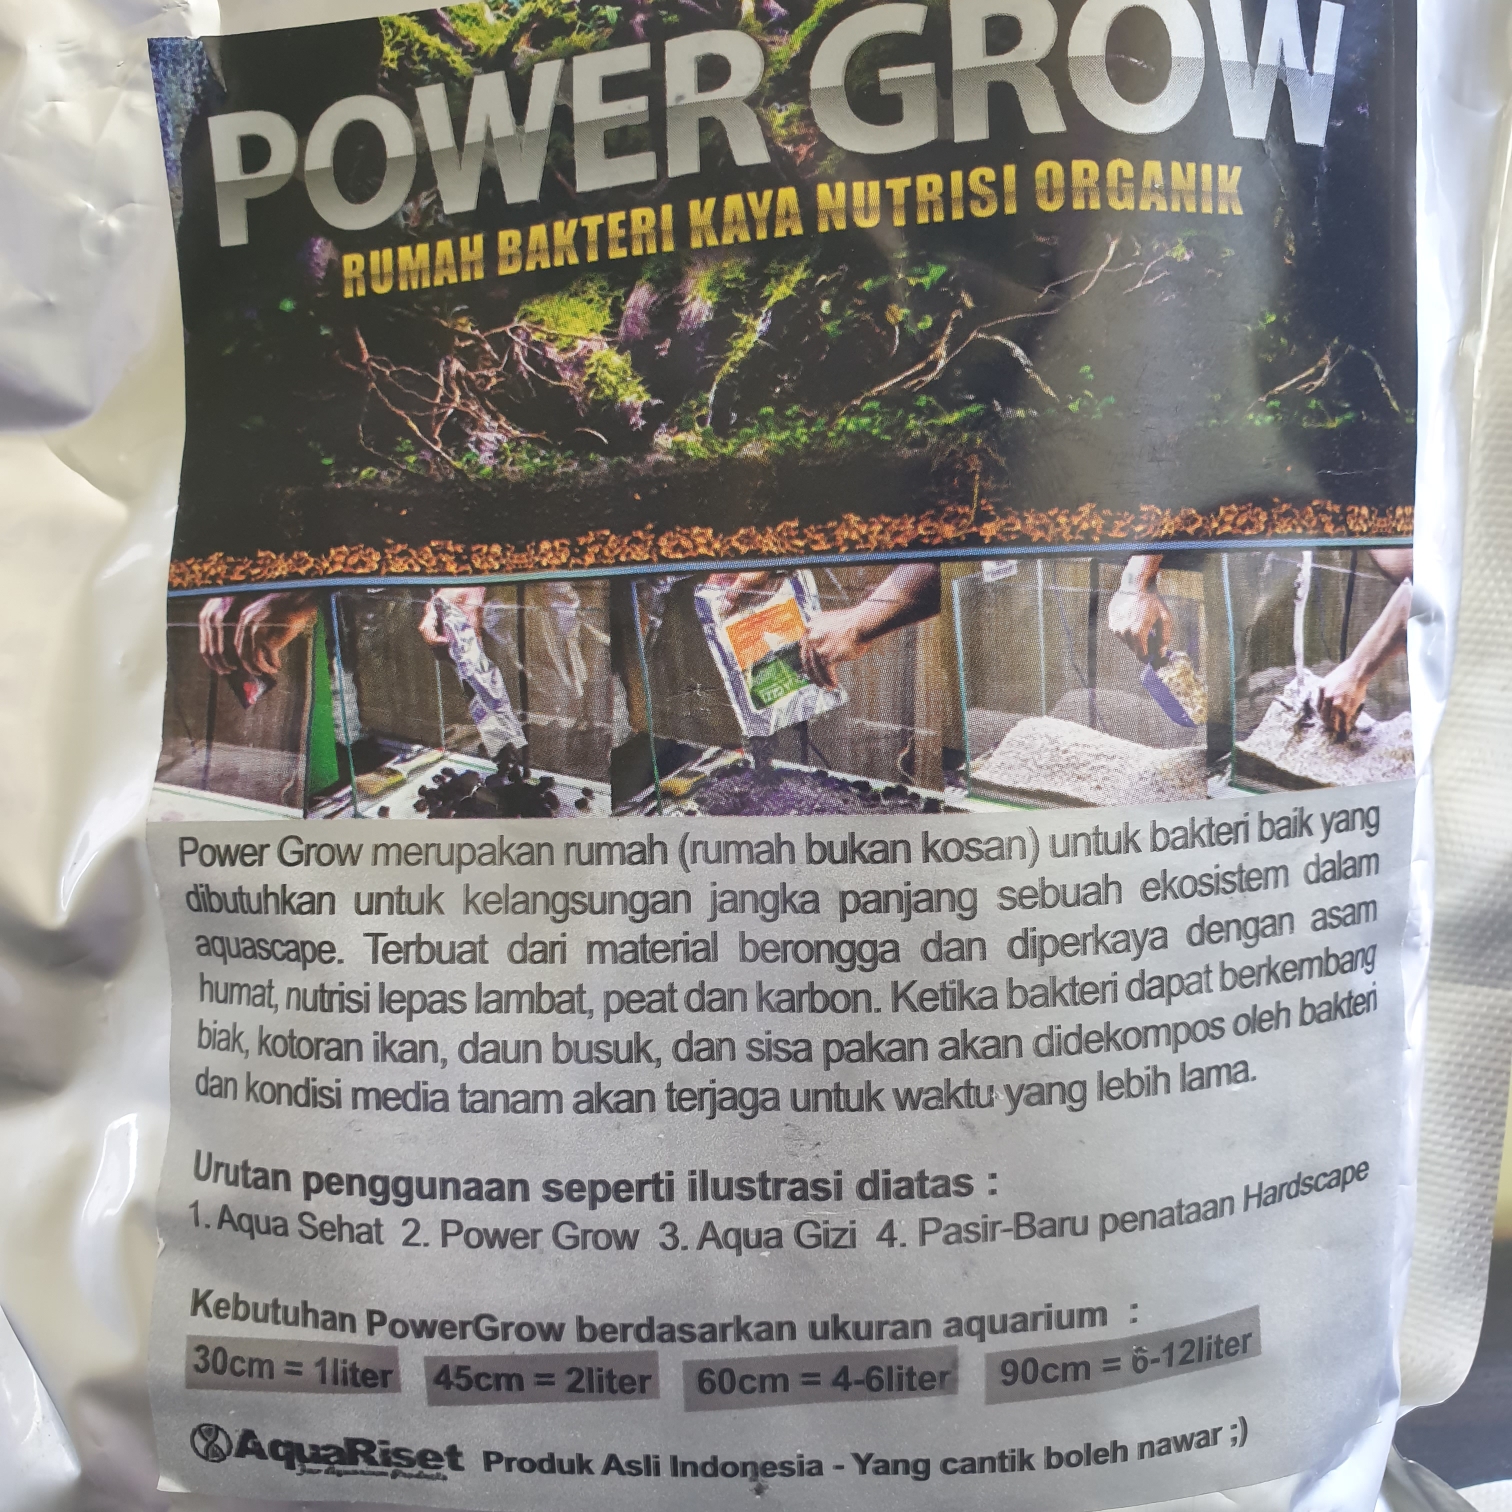 POWER GROW
RUMAH BAKTERI KAYA NUTRISI ORGANIK
Power Grow merupakan rumah (rumah bukan kosan) untuk bakteri baik yang
dibutuhkan untuk kelangsungan jangka panjang sebuah ekosistem dalam
aquascape. Terbuat dari material berongga dan diperkaya dengan asam
humat, nutrisi lepas lambat, peat dan karbon. Ketika bakteri dapat berkembang
biak, kotoran ikan, daun busuk, dan sisa pakan akan didekompos oleh bakteri
dan kondisi media tanam akan terjaga untuk waktu yang lebih lama.
Urutan penggunaan seperti ilustrasi diatas :
1. Aqua Sehat 2. Power Grow 3. Aqua Gizi 4. Pasir-Baru penataan Hardscape
Kebutuhan PowerGrow berdasarkan ukuran aquarium :
30cm = 1liter 45cm = 2liter 60cm = 4-6liter 90cm = 6-12liter
AquaRiset Produk Asli Indonesia - Yang cantik boleh nawar ;)
for Aquarium Products